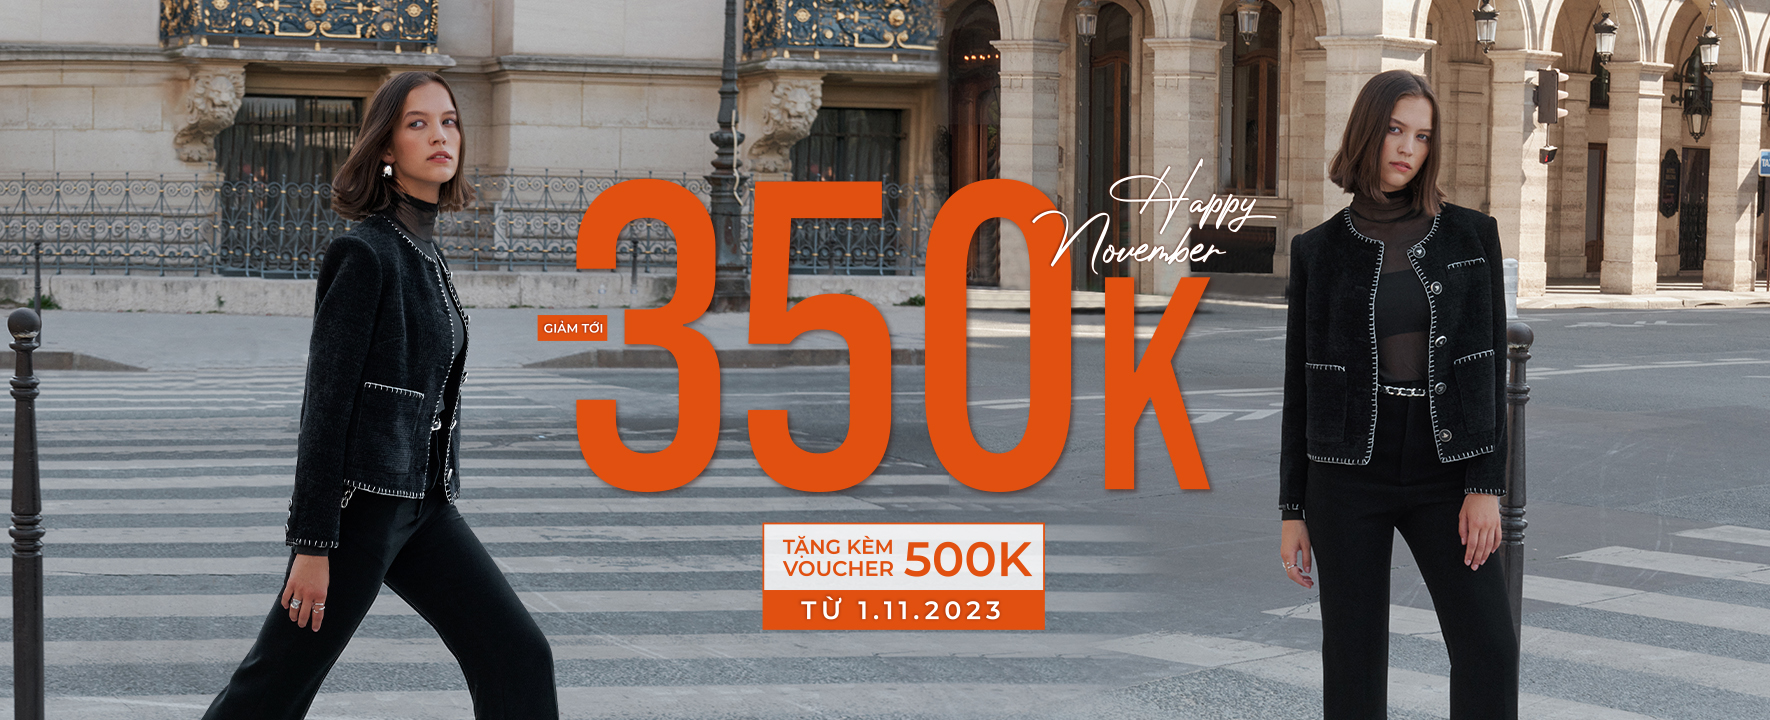 GIẢM TỚI
350K
Happy
November
TẶNG KÈM
VOUCHER 500K
TỪ 1.11.2023